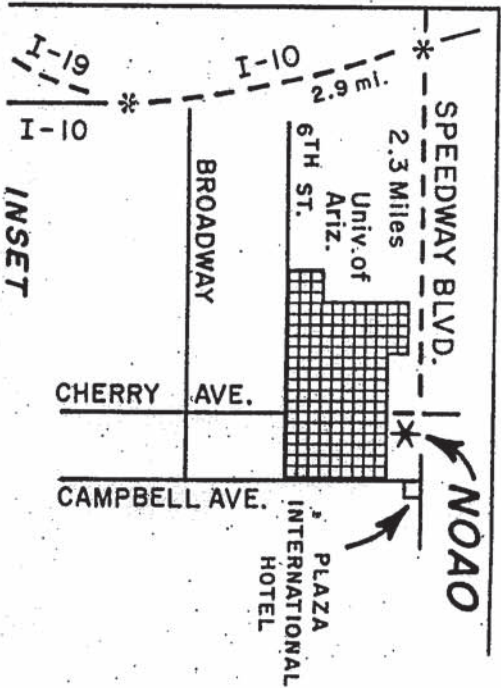 I-19
I-10
I-10
2.9 mi.
SPEEDWAY BLVD.
2.3 Miles
Univ. of
Ariz.
6TH ST.
BROADWAY
INSET
CHERRY AVE.
CAMPBELL AVE.
NOAO
PLAZA
INTERNATIONAL
HOTEL